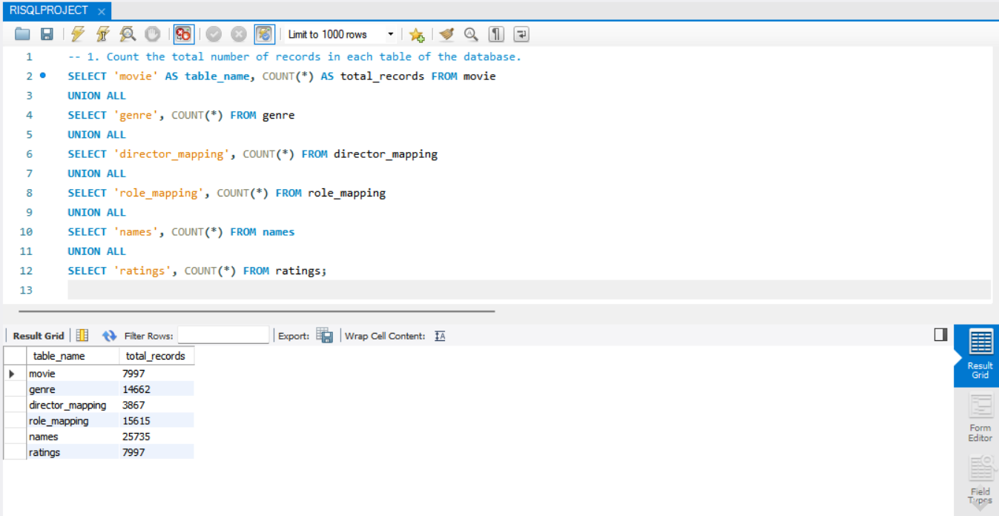 RISQLPROJECT ×
Limit to 1000 rows
1 -- 1. Count the total number of records in each table of the database.
2 SELECT 'movie' AS table_name, COUNT(*) AS total_records FROM movie
3 UNION ALL
4 SELECT 'genre', COUNT(*) FROM genre
5 UNION ALL
6 SELECT 'director_mapping', COUNT(*) FROM director_mapping
7 UNION ALL
8 SELECT 'role_mapping', COUNT(*) FROM role_mapping
9 UNION ALL
10 SELECT 'names', COUNT(*) FROM names
11 UNION ALL
12 SELECT 'ratings', COUNT(*) FROM ratings;
13
Result Grid Filter Rows: Export: Wrap Cell Content: IA
table_name total_records
movie 7997
genre 14662
director_mapping 3867
role_mapping 15615
names 25735
ratings 7997
Result
Grid
Form
Editor
Field
Types